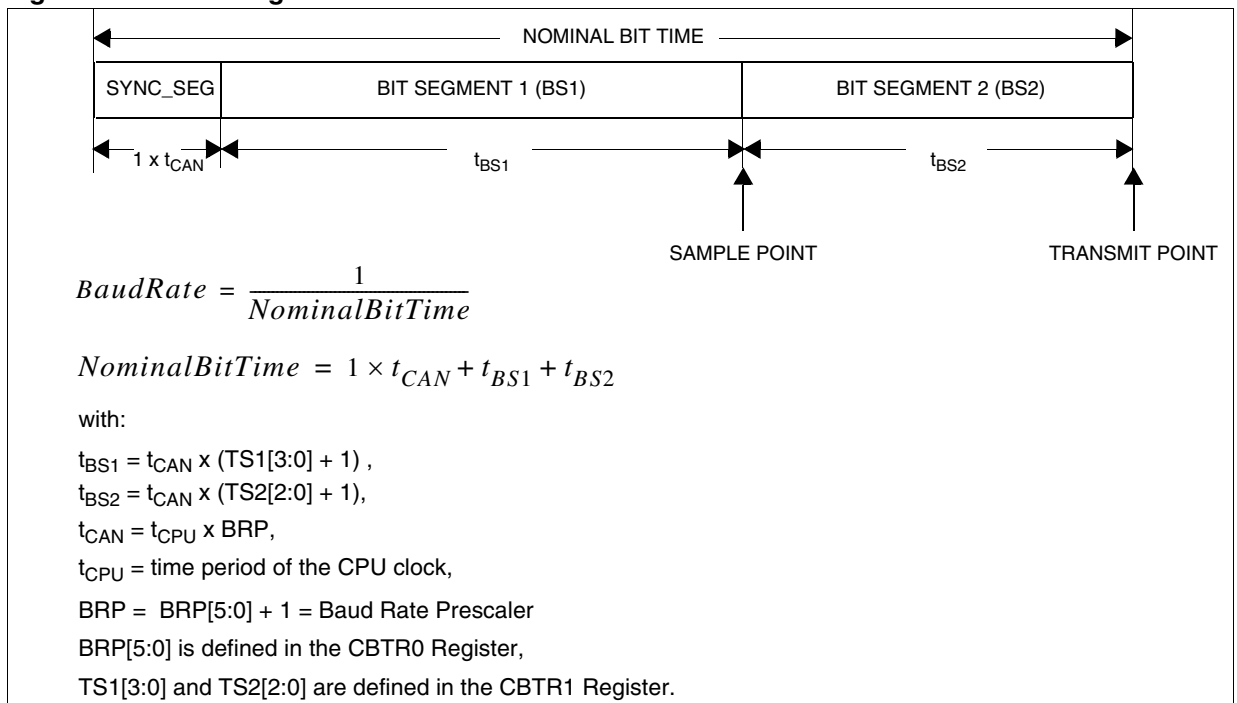 NOMINAL BIT TIME
SYNC_SEG BIT SEGMENT 1 (BS1) BIT SEGMENT 2 (BS2)
1 x tCAN tBS1 tBS2
SAMPLE POINT TRANSMIT POINT
BaudRate = 1 / NominalBitTime
NominalBitTime = 1 × tCAN + tBS1 + tBS2
with:
tBS1 = tCAN x (TS1[3:0] + 1) ,
tBS2 = tCAN x (TS2[2:0] + 1),
tCAN = tCPU x BRP,
tCPU = time period of the CPU clock,
BRP = BRP[5:0] + 1 = Baud Rate Prescaler
BRP[5:0] is defined in the CBTR0 Register,
TS1[3:0] and TS2[2:0] are defined in the CBTR1 Register.